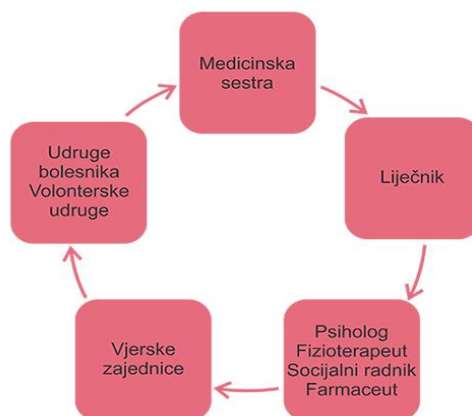 Medicinska
sestra
Liječnik
Psiholog
Fizioterapeut
Socijalni radnik
Farmaceut
Vjerske
zajednice
Udruge
bolesnika
Volonterske
udruge